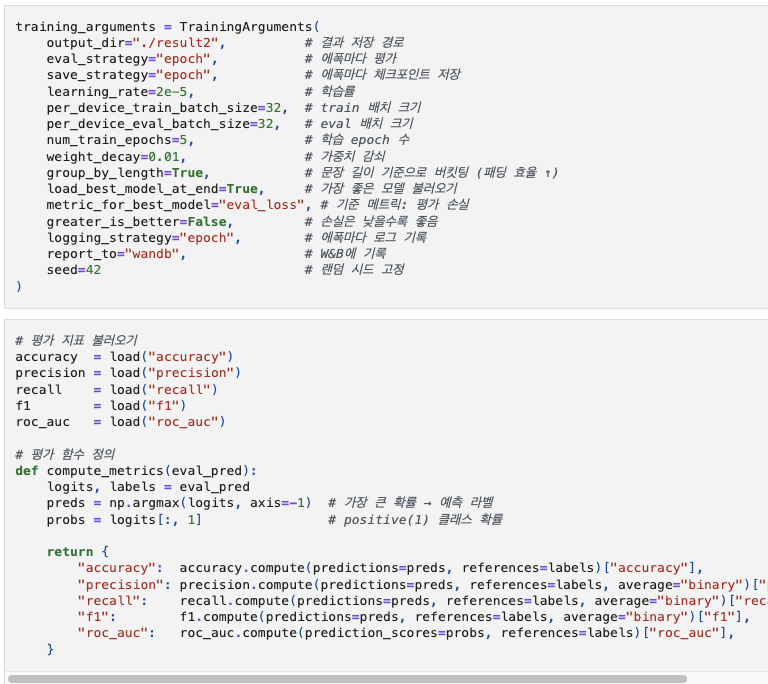 training_arguments = TrainingArguments(
    output_dir="./result2",          # 결과 저장 경로
    eval_strategy="epoch",           # 에폭마다 평가
    save_strategy="epoch",           # 에폭마다 체크포인트 저장
    learning_rate=2e-5,              # 학습률
    per_device_train_batch_size=32,  # train 배치 크기
    per_device_eval_batch_size=32,   # eval 배치 크기
    num_train_epochs=5,              # 학습 epoch 수
    weight_decay=0.01,               # 가중치 감쇠
    group_by_length=True,            # 문장 길이 기준으로 버킷팅 (패딩 효율 ↑)
    load_best_model_at_end=True,     # 가장 좋은 모델 불러오기
    metric_for_best_model="eval_loss", # 기준 메트릭: 평가 손실
    greater_is_better=False,         # 손실은 낮을수록 좋음
    logging_strategy="epoch",        # 에폭마다 로그 기록
    report_to="wandb",               # W&B에 기록
    seed=42                          # 랜덤 시드 고정
)
# 평가 지표 불러오기
accuracy  = load("accuracy")
precision = load("precision")
recall    = load("recall")
f1        = load("f1")
roc_auc   = load("roc_auc")
# 평가 함수 정의
def compute_metrics(eval_pred):
    logits, labels = eval_pred
    preds = np.argmax(logits, axis=-1)  # 가장 큰 확률 → 예측 라벨
    probs = logits[:, 1]                # positive(1) 클래스 확률
    return {
        "accuracy":  accuracy.compute(predictions=preds, references=labels)["accuracy"],
        "precision": precision.compute(predictions=preds, references=labels, average="binary")["
        "recall":    recall.compute(predictions=preds, references=labels, average="binary")["rec
        "f1":        f1.compute(predictions=preds, references=labels, average="binary")["f1"],
        "roc_auc":   roc_auc.compute(prediction_scores=probs, references=labels)["roc_auc"],
    }